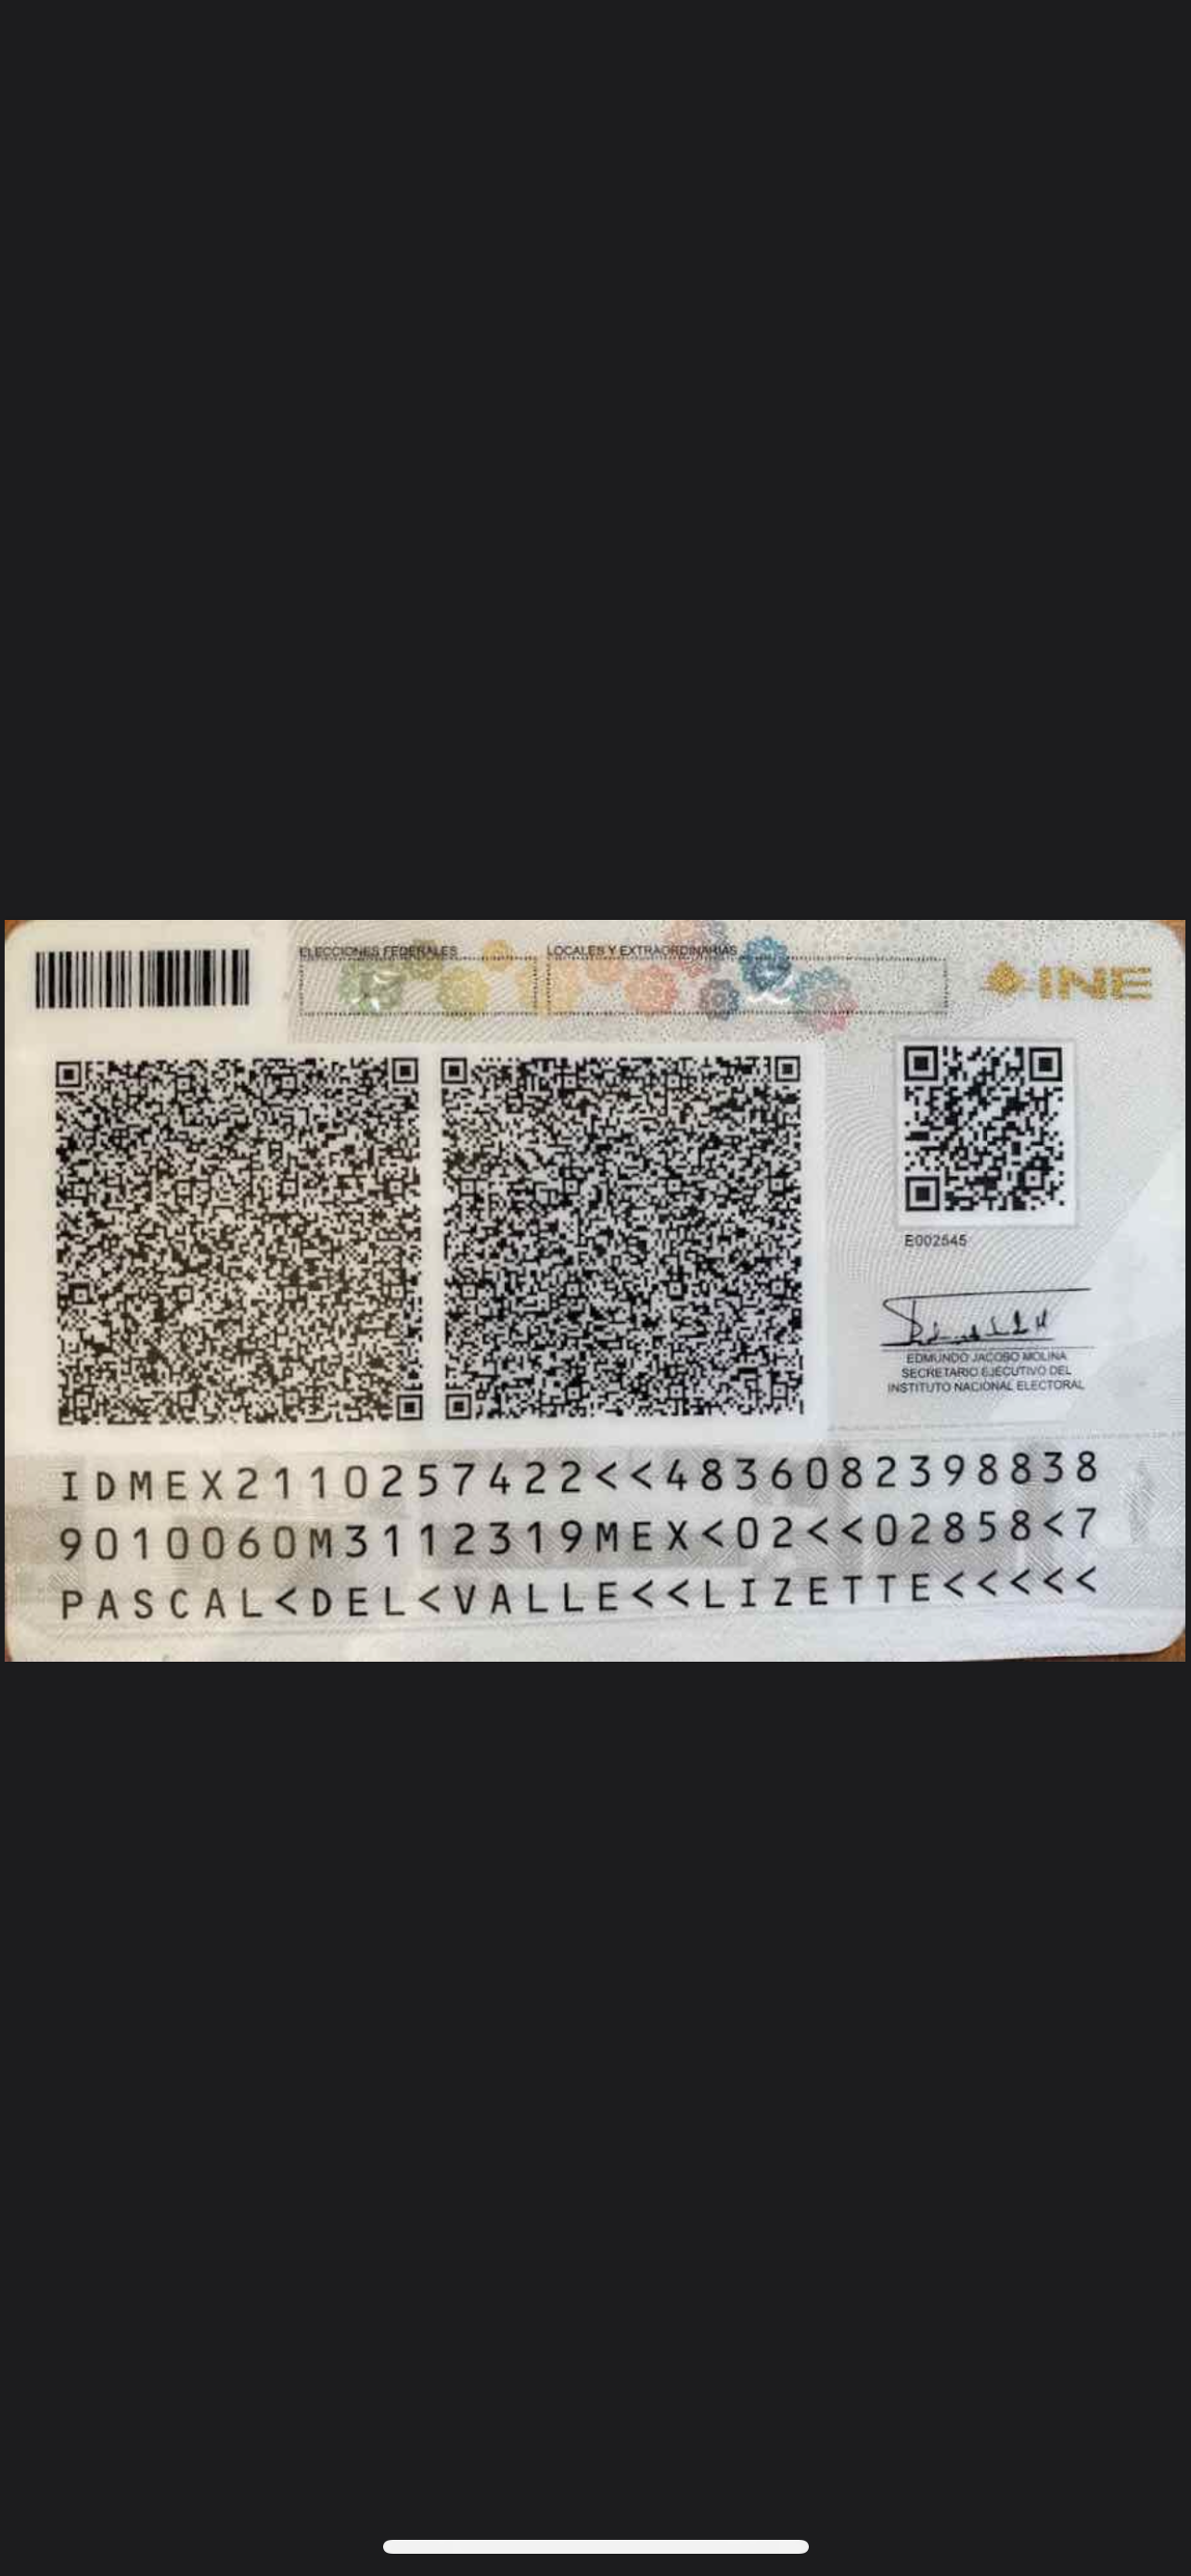 ELECCIONES FEDERALES
LOCALES Y EXTRAORDINARIAS
INE
E002545
EDMUNDO JACOBO MOLINA
SECRETARIO EJECUTIVO DEL
INSTITUTO NACIONAL ELECTORAL
IDMEX2110257422<<4836082398838
9010060M3112319MEX<02<<02858<7
PASCAL<DEL<VALLE<<LIZETTE<<<<<